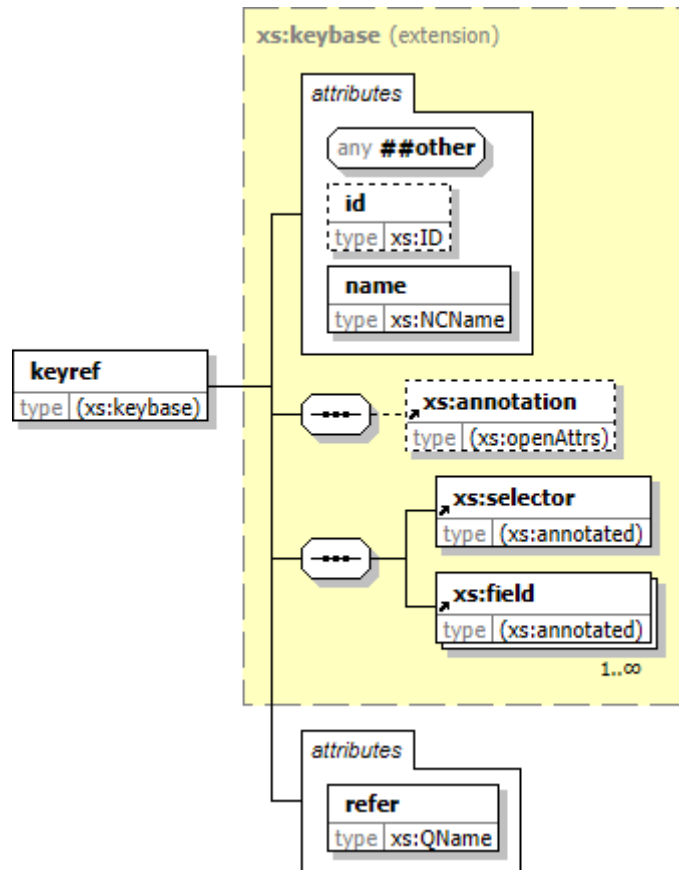 xs:keybase (extension)
attributes
any ##other
id
type xs:ID
name
type xs:NCName
keyref
type (xs:keybase)
xs:annotation
type (xs:openAttrs)
xs:selector
type (xs:annotated)
xs:field
type (xs:annotated)
1..∞
attributes
refer
type xs:QName